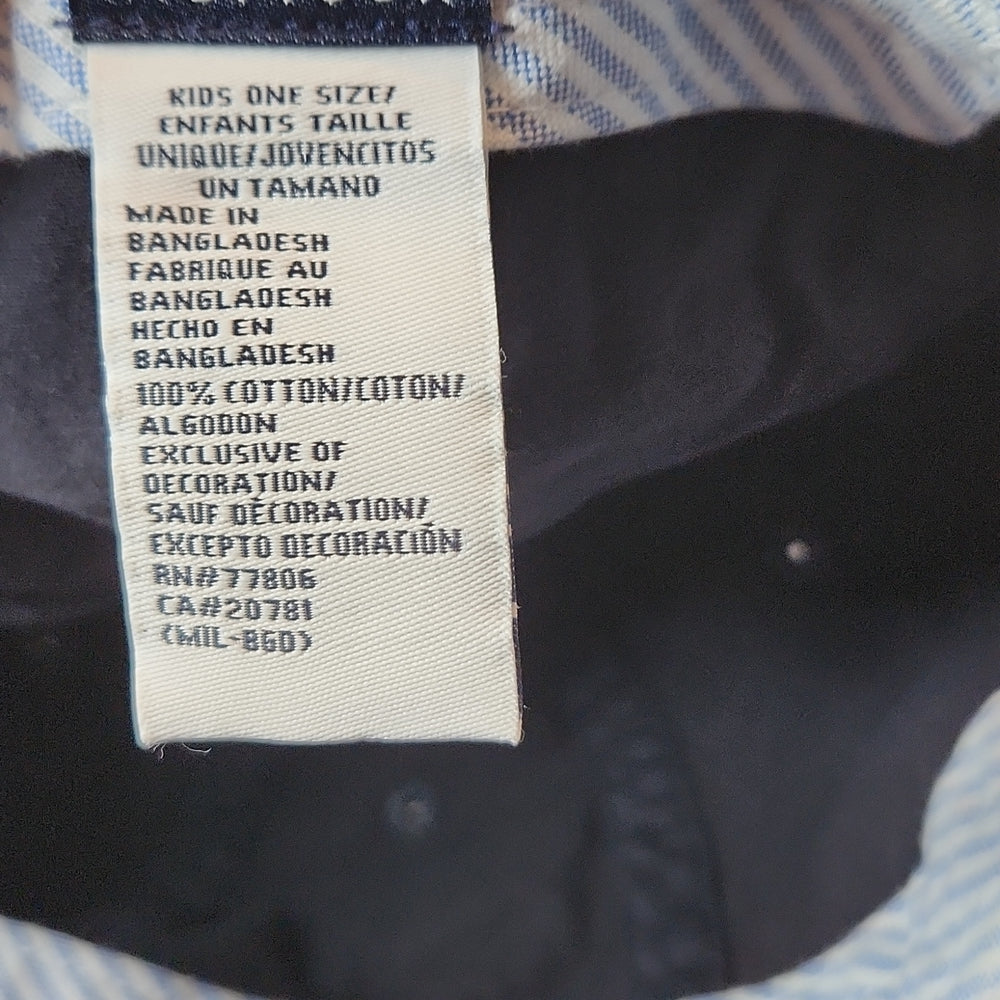 KIDS ONE SIZE/
ENFANTS TAILLE
UNIQUE/JOVENCITOS
UN TAMANO
MADE IN
BANGLADESH
FABRIQUE AU
BANGLADESH
HECHO EN
BANGLADESH
100% COTTON/COTON/
ALGODON
EXCLUSIVE OF
DECORATION/
SAUF DÉCORATION/
EXCEPTO DECORACIÓN
RN#77806
CA#20781
(MIL-BGD)